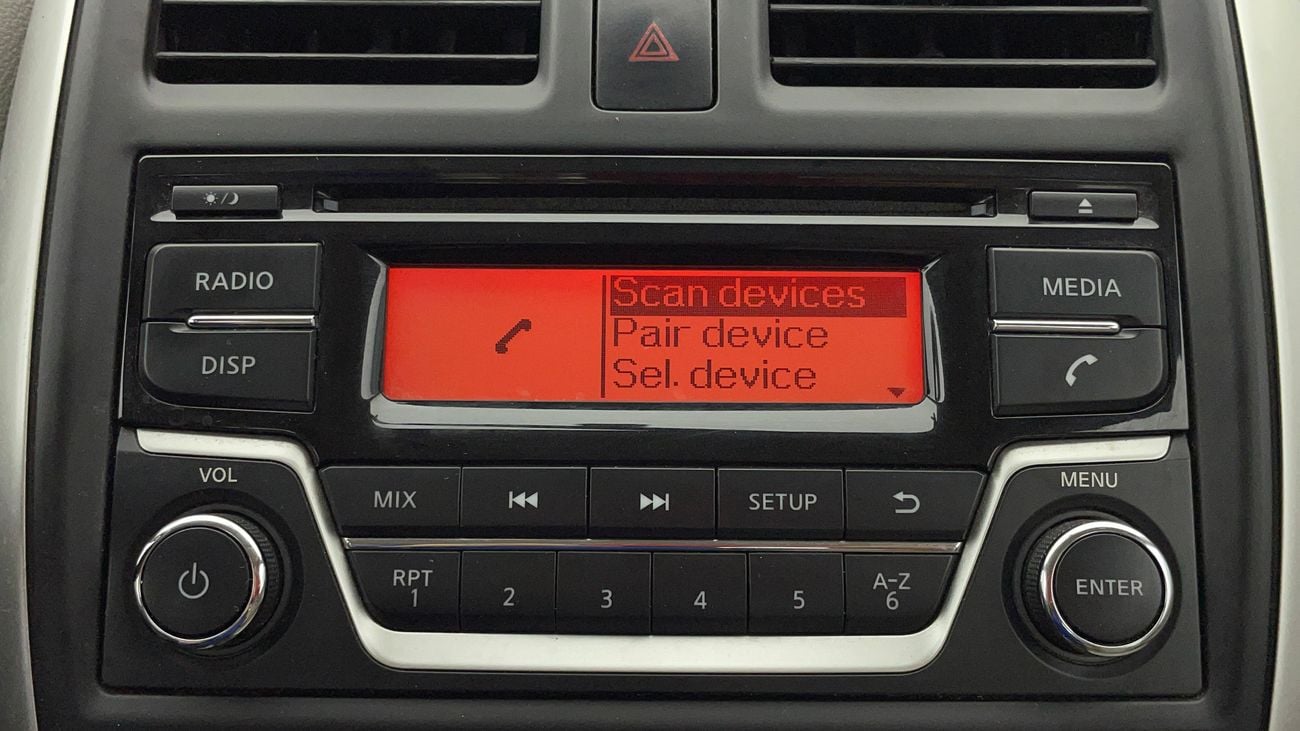 RADIO
DISP
Scan devices
Pair device
Sel. device
MEDIA
VOL
MENU
MIX
SETUP
RPT
1
2
3
4
5
A-Z
6
ENTER